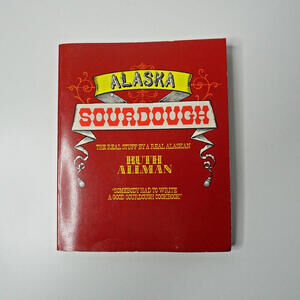 ALASKA
SOURDOUGH
THE REAL STUFF BY A REAL ALASKAN
RUTH
ALLMAN
"SOMEBODY HAD TO WRITE
A GOOD SOURDOUGH COOKBOOK"